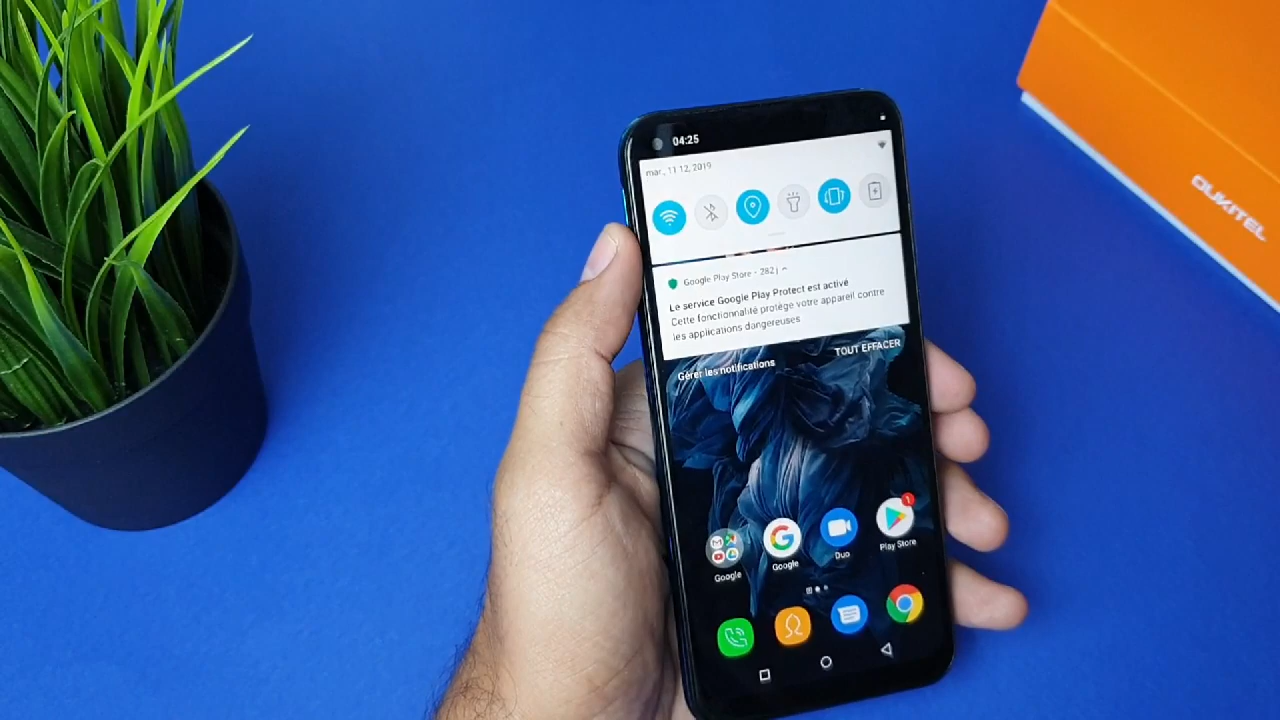 04:25
mar., 11 12, 2019
Google Play Store - 282 j
Le service Google Play Protect est activé
Cette fonctionnalité protège votre appareil contre
les applications dangereuses
Gérer les notifications
TOUT EFFACER
Google
Google
Duo
Play Store
1
OUKITEL